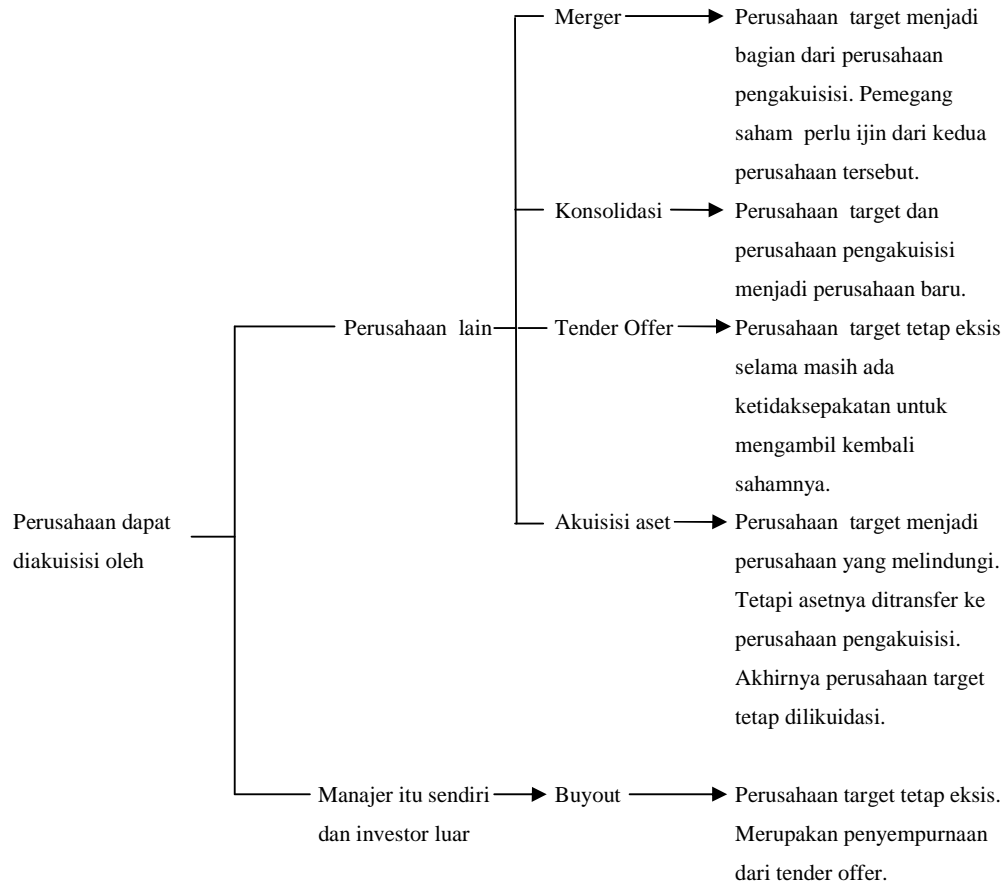 Merger
Perusahaan target menjadi
bagian dari perusahaan
pengakuisisi. Pemegang
saham perlu ijin dari kedua
perusahaan tersebut.
Konsolidasi
Perusahaan target dan
perusahaan pengakuisisi
menjadi perusahaan baru.
Perusahaan lain
Tender Offer
Perusahaan target tetap eksis
selama masih ada
ketidaksepakatan untuk
mengambil kembali
sahamnya.
Perusahaan dapat
diakuisisi oleh
Akuisisi aset
Perusahaan target menjadi
perusahaan yang melindungi.
Tetapi asetnya ditransfer ke
perusahaan pengakuisisi.
Akhirnya perusahaan target
tetap dilikuidasi.
Manajer itu sendiri
dan investor luar
Buyout
Perusahaan target tetap eksis.
Merupakan penyempurnaan
dari tender offer.